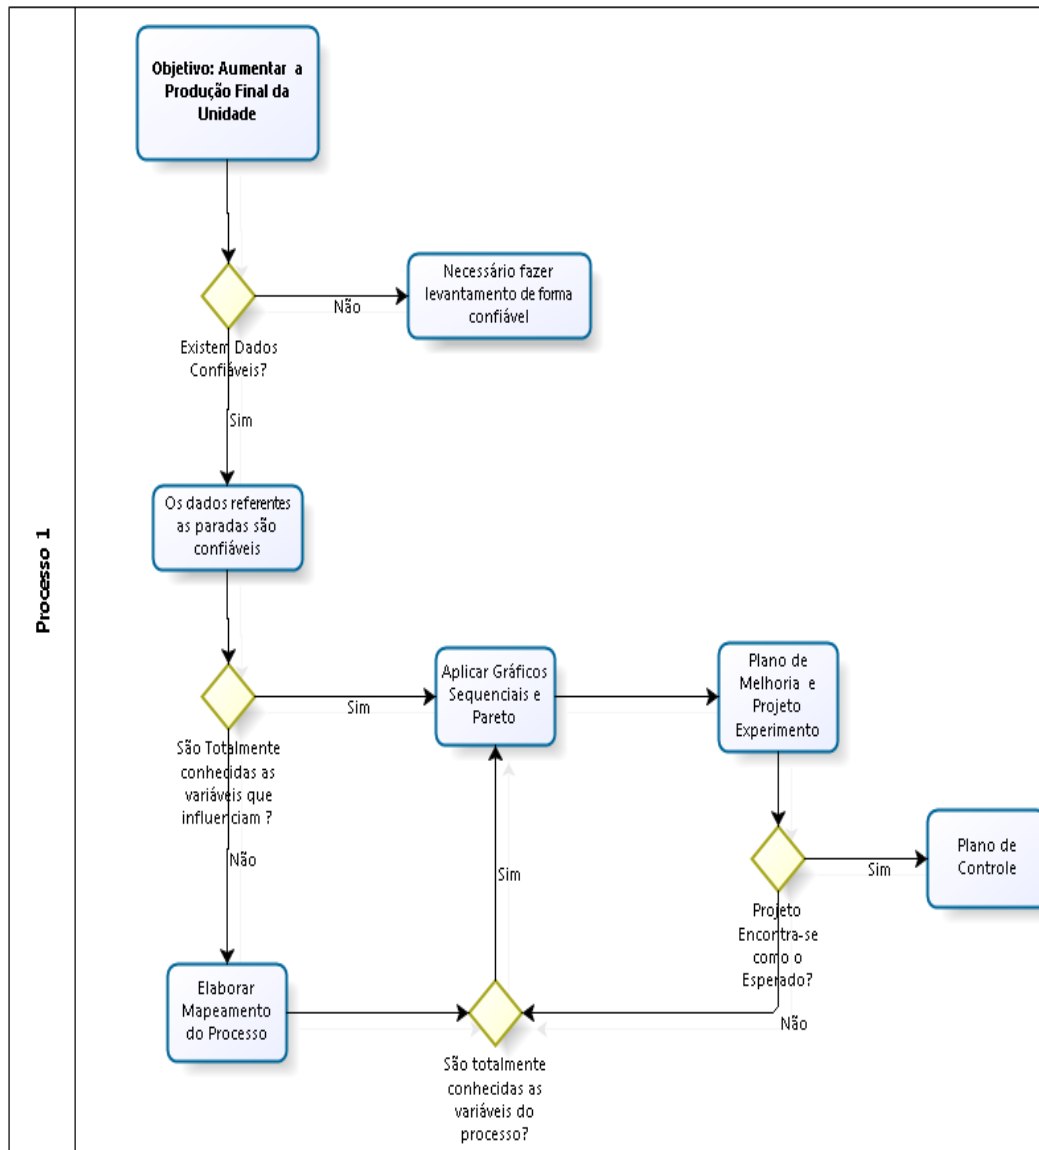 Processo 1
Objetivo: Aumentar a
Produção Final da
Unidade
Necessário fazer
levantamento de forma
confiável
Não
Existem Dados
Confiáveis?
Sim
Os dados referentes
as paradas são
confiáveis
Aplicar Gráficos
Sequenciais e
Pareto
Plano de
Melhoria e
Projeto
Experimento
Sim
São Totalmente
conhecidas as
variáveis que
influenciam ?
Não
Plano de
Controle
Sim
Sim
Projeto
Encontra-se
como o
Esperado?
Elaborar
Mapeamento
do Processo
Não
São totalmente
conhecidas as
variáveis do
processo?